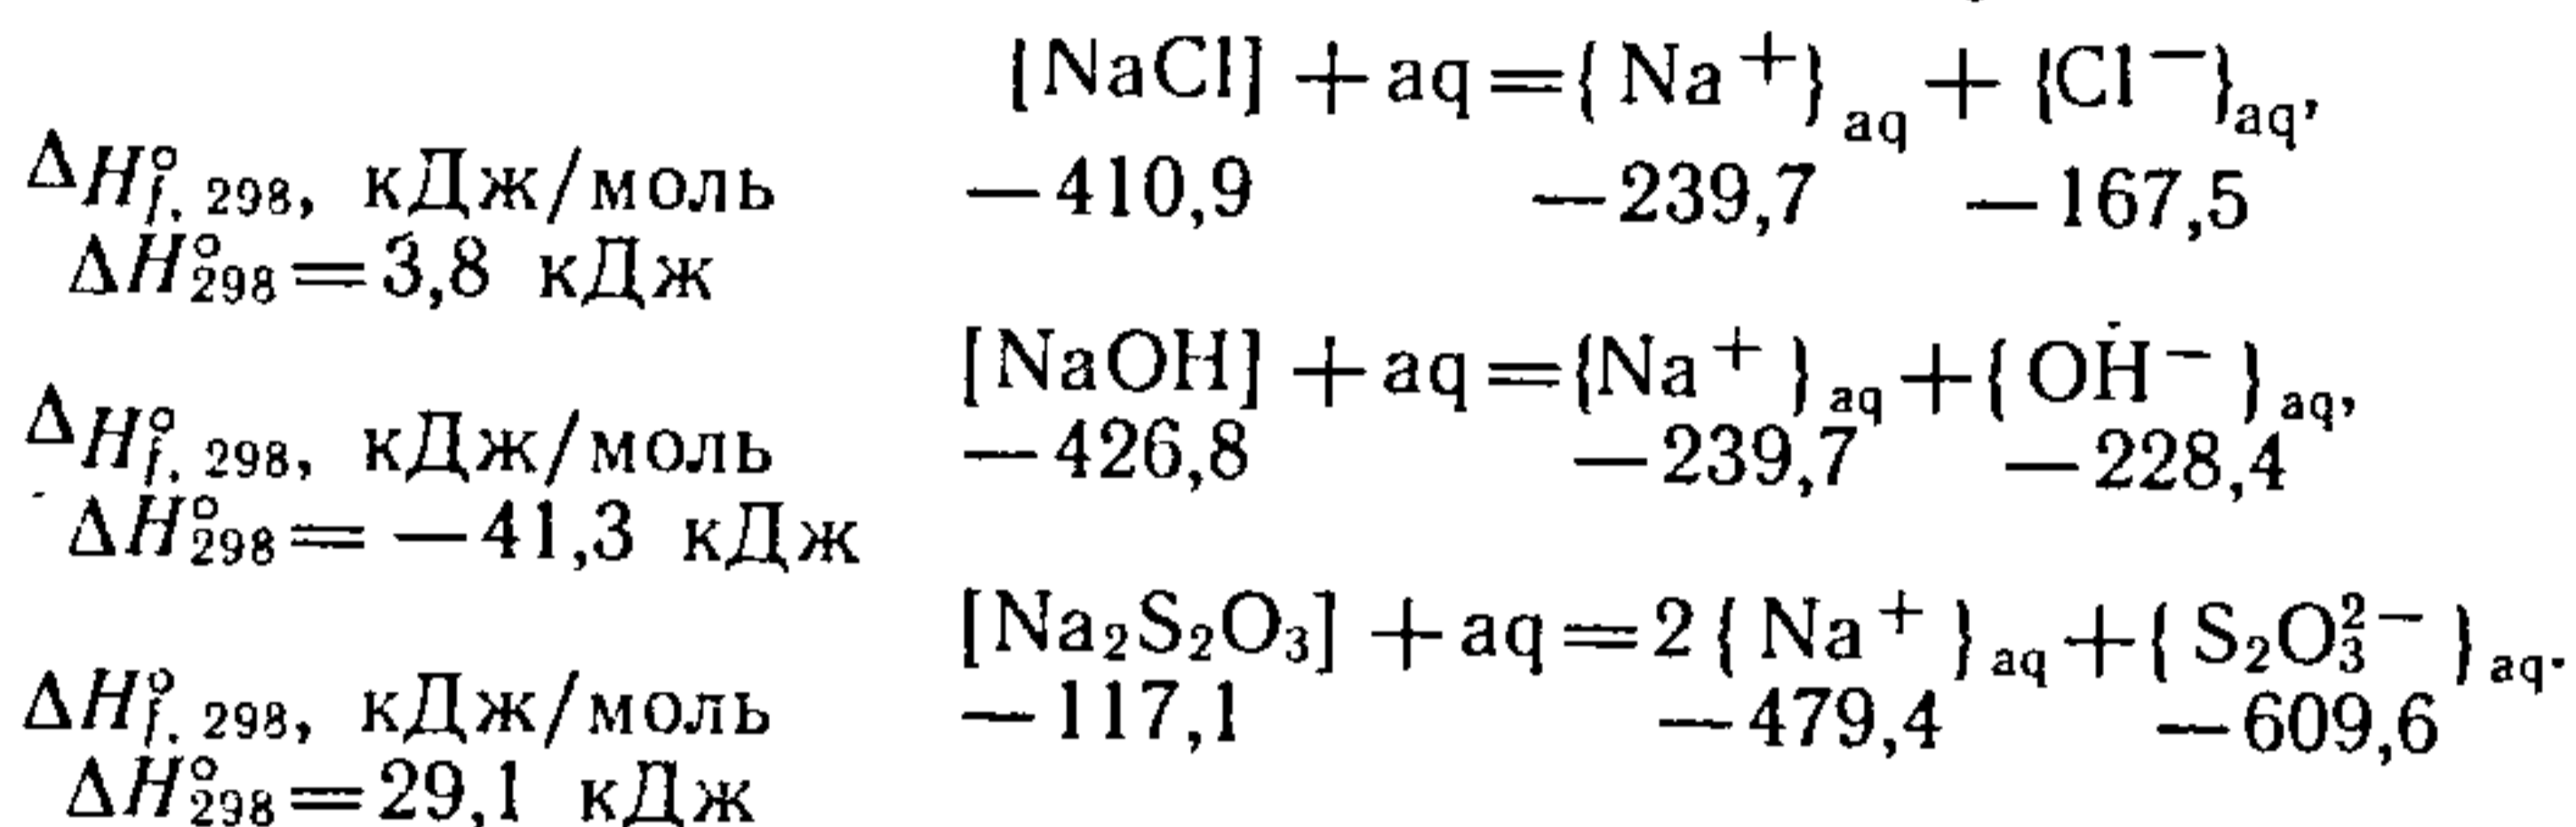 [NaCl] + aq = {Na⁺}aq + {Cl⁻}aq,
ΔH°f, 298, кДж/моль −410,9 −239,7 −167,5
ΔH°298 = 3,8 кДж
[NaOH] + aq = {Na⁺}aq + {OH⁻}aq,
ΔH°f, 298, кДж/моль −426,8 −239,7 −228,4
ΔH°298 = −41,3 кДж
[Na₂S₂O₃] + aq = 2{Na⁺}aq + {S₂O₃²⁻}aq.
ΔH°f, 298, кДж/моль −117,1 −479,4 −609,6
ΔH°298 = 29,1 кДж